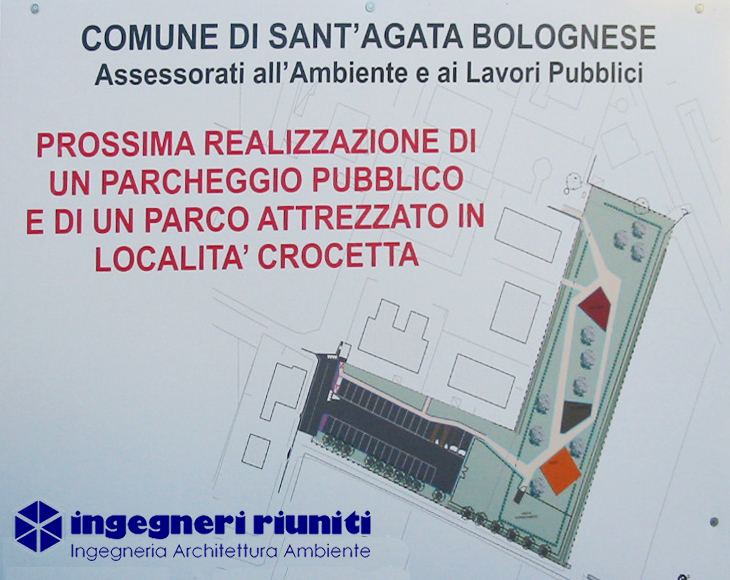 COMUNE DI SANT'AGATA BOLOGNESE
Assessorati all'Ambiente e ai Lavori Pubblici
PROSSIMA REALIZZAZIONE DI
UN PARCHEGGIO PUBBLICO
E DI UN PARCO ATTREZZATO IN
LOCALITA' CROCETTA
ingegneri riuniti
Ingegneria Architettura Ambiente